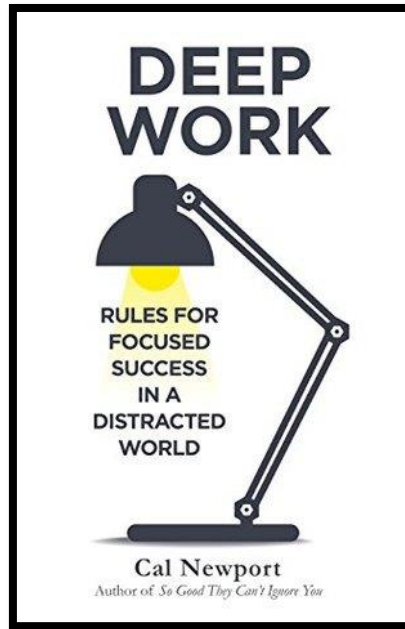 DEEP
WORK
RULES FOR
FOCUSED
SUCCESS
IN A
DISTRACTED
WORLD
Cal Newport
Author of So Good They Can't Ignore You